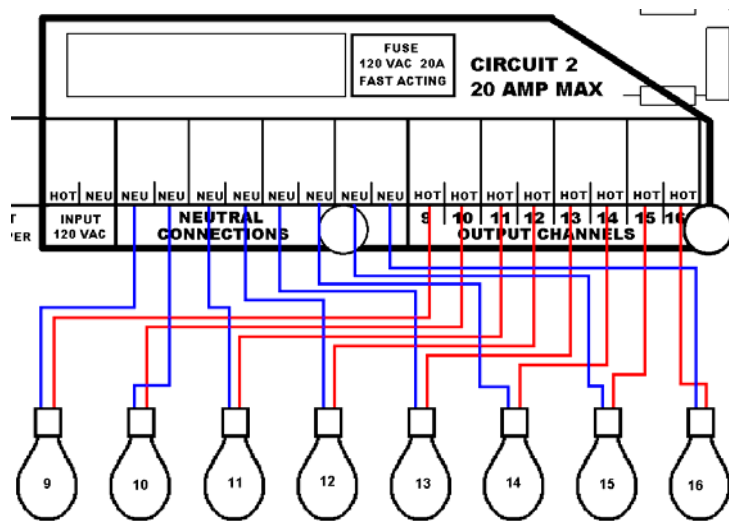 FUSE
120 VAC 20A
FAST ACTING
CIRCUIT 2
20 AMP MAX
HOT NEU NEU NEU NEU NEU NEU NEU NEU NEU HOT HOT HOT HOT HOT HOT HOT HOT
INPUT
120 VAC
NEUTRAL
CONNECTIONS
9 10 11 12 13 14 15 16
OUTPUT CHANNELS
T
PER
9 10 11 12 13 14 15 16